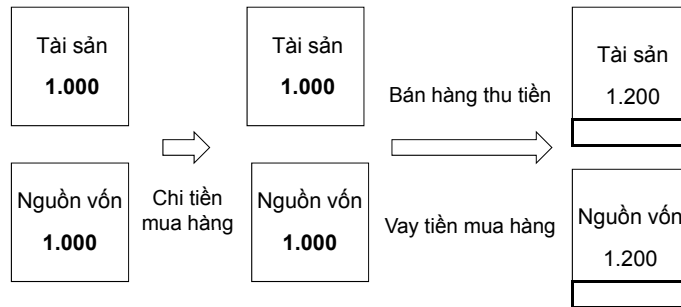 Tài sản
1.000
Tài sản
1.000
Bán hàng thu tiền
Tài sản
1.200
Nguồn vốn
1.000
Chi tiền
mua hàng
Nguồn vốn
1.000
Vay tiền mua hàng
Nguồn vốn
1.200